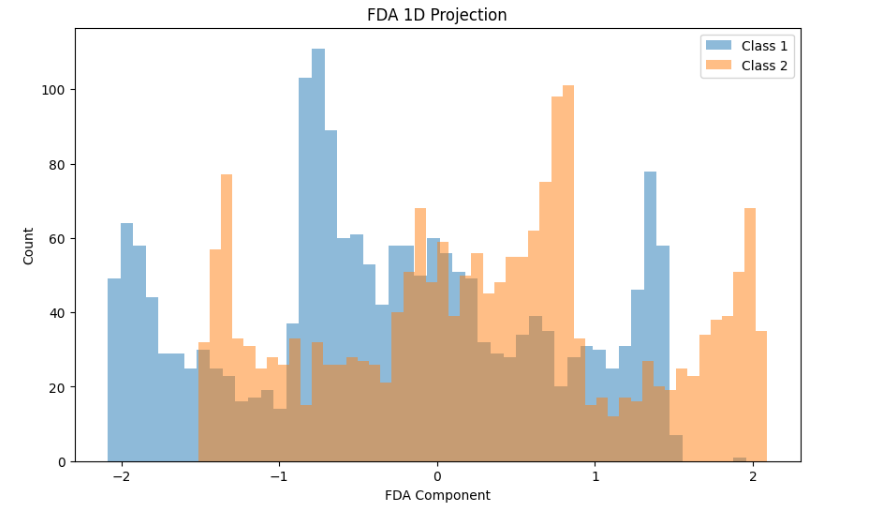 FDA 1D Projection
Class 1
Class 2
Count
100
80
60
40
20
0
−2
−1
0
1
2
FDA Component